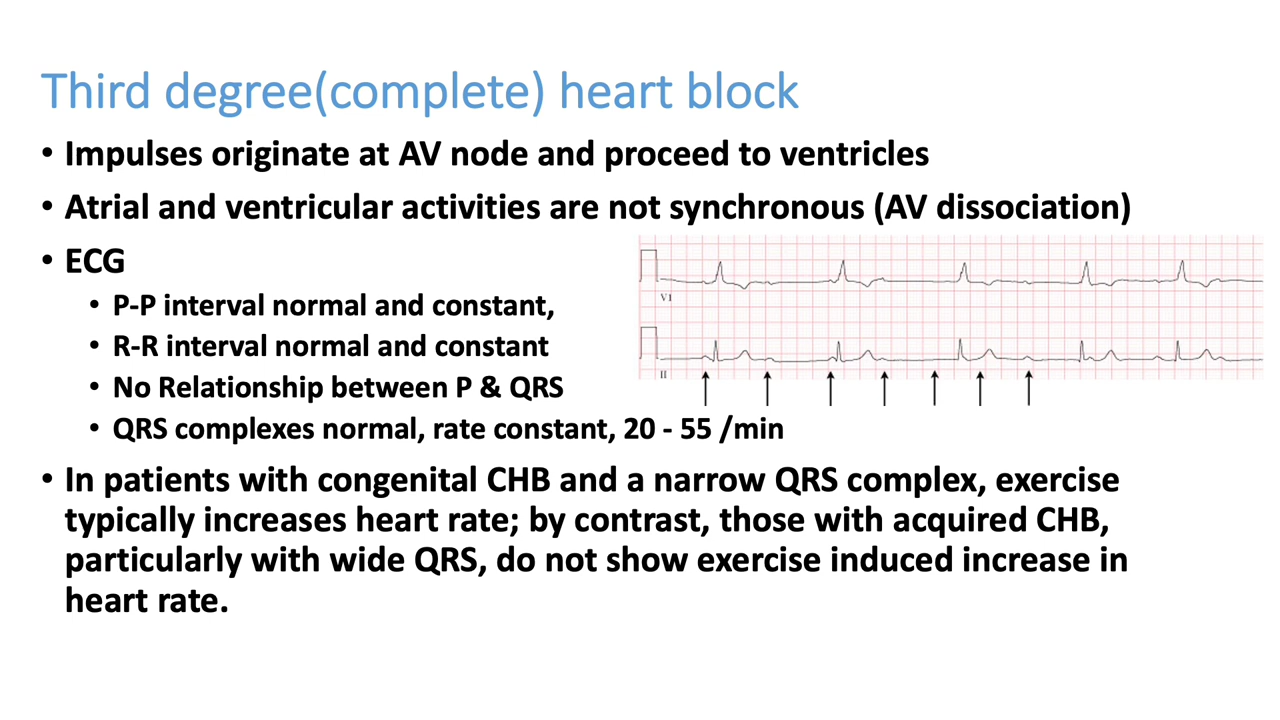 Third degree(complete) heart block
• Impulses originate at AV node and proceed to ventricles
• Atrial and ventricular activities are not synchronous (AV dissociation)
• ECG
• P-P interval normal and constant,
• R-R interval normal and constant
• No Relationship between P & QRS
• QRS complexes normal, rate constant, 20 - 55 /min
V1
II
• In patients with congenital CHB and a narrow QRS complex, exercise
typically increases heart rate; by contrast, those with acquired CHB,
particularly with wide QRS, do not show exercise induced increase in
heart rate.